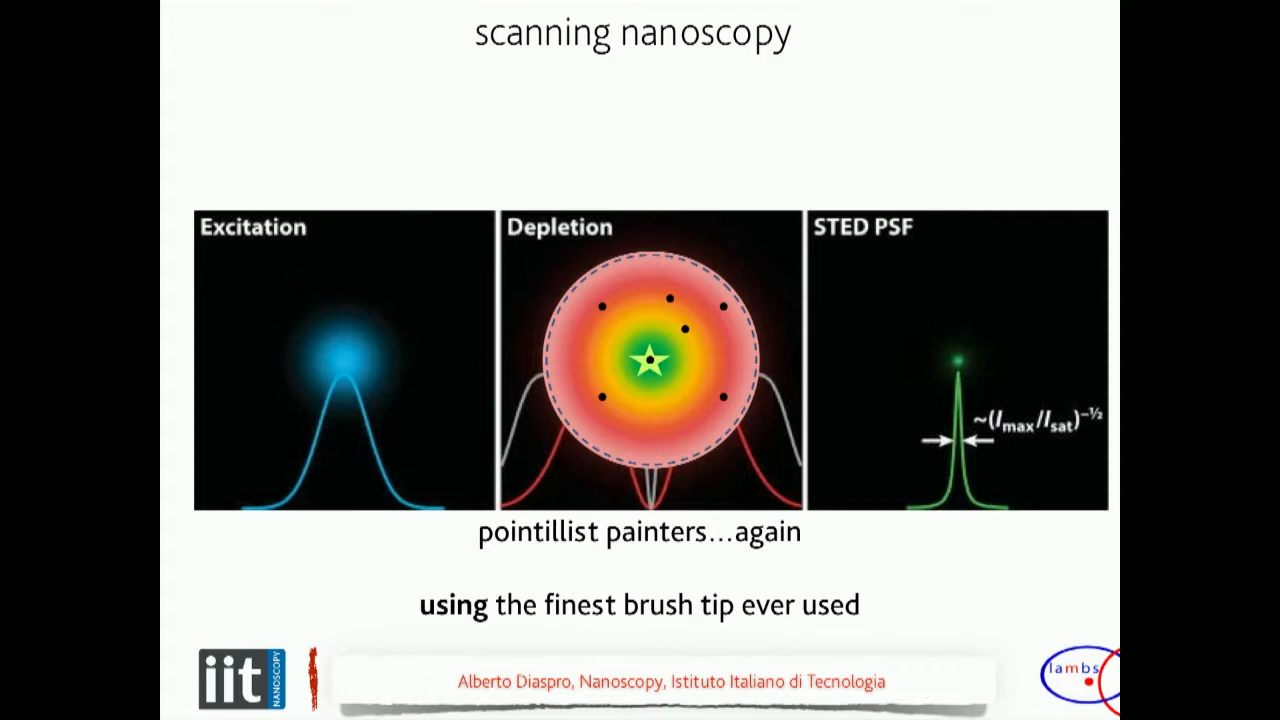 scanning nanoscopy
Excitation
Depletion
STED PSF
~(Imax/Isat)^-½
pointillist painters...again
using the finest brush tip ever used
iit
NANOSCOPY
Alberto Diaspro, Nanoscopy, Istituto Italiano di Tecnologia
lambs